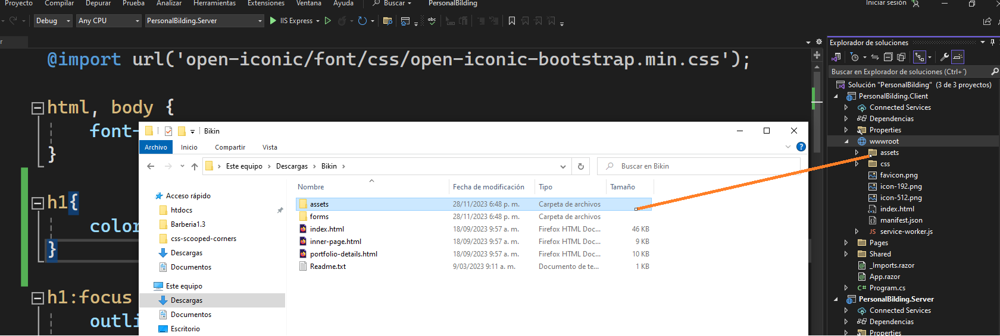 Proyecto Compilar Depurar Prueba Analizar Herramientas Extensiones Ventana Ayuda Buscar PersonalBilding Iniciar sesión
Debug Any CPU PersonalBilding.Server IIS Express
@import url('open-iconic/font/css/open-iconic-bootstrap.min.css');
html, body {
font-
}
h1{
color
}
h1:focus
outli
Bikin
Archivo Inicio Compartir Vista
Este equipo Descargas Bikin
Buscar en Bikin
Acceso rápido
htdocs
Barberia1.3
css-scooped-corners
Descargas
Documentos
Este equipo
Descargas
Documentos
Escritorio
Nombre Fecha de modificación Tipo Tamaño
assets 28/11/2023 6:48 p. m. Carpeta de archivos
forms 28/11/2023 6:48 p. m. Carpeta de archivos
index.html 18/09/2023 9:57 a. m. Firefox HTML Doc... 46 KB
inner-page.html 18/09/2023 9:57 a. m. Firefox HTML Doc... 9 KB
portfolio-details.html 18/09/2023 9:57 a. m. Firefox HTML Doc... 10 KB
Readme.txt 9/03/2023 9:11 a. m. Documento de te... 1 KB
Explorador de soluciones
Buscar en Explorador de soluciones (Ctrl+´)
Solución "PersonalBilding" (3 de 3 proyectos)
PersonalBilding.Client
Connected Services
Dependencias
Properties
wwwroot
assets
css
favicon.png
icon-192.png
icon-512.png
index.html
manifest.json
service-worker.js
Pages
Shared
_Imports.razor
App.razor
C# Program.cs
PersonalBilding.Server
Connected Services
Dependencias
Properties